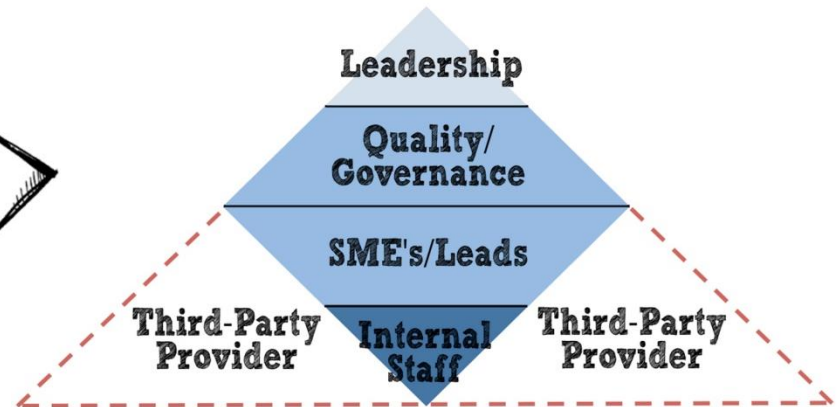 Leadership
Quality/
Governance
SME's/Leads
Third-Party
Provider
Internal
Staff
Third-Party
Provider